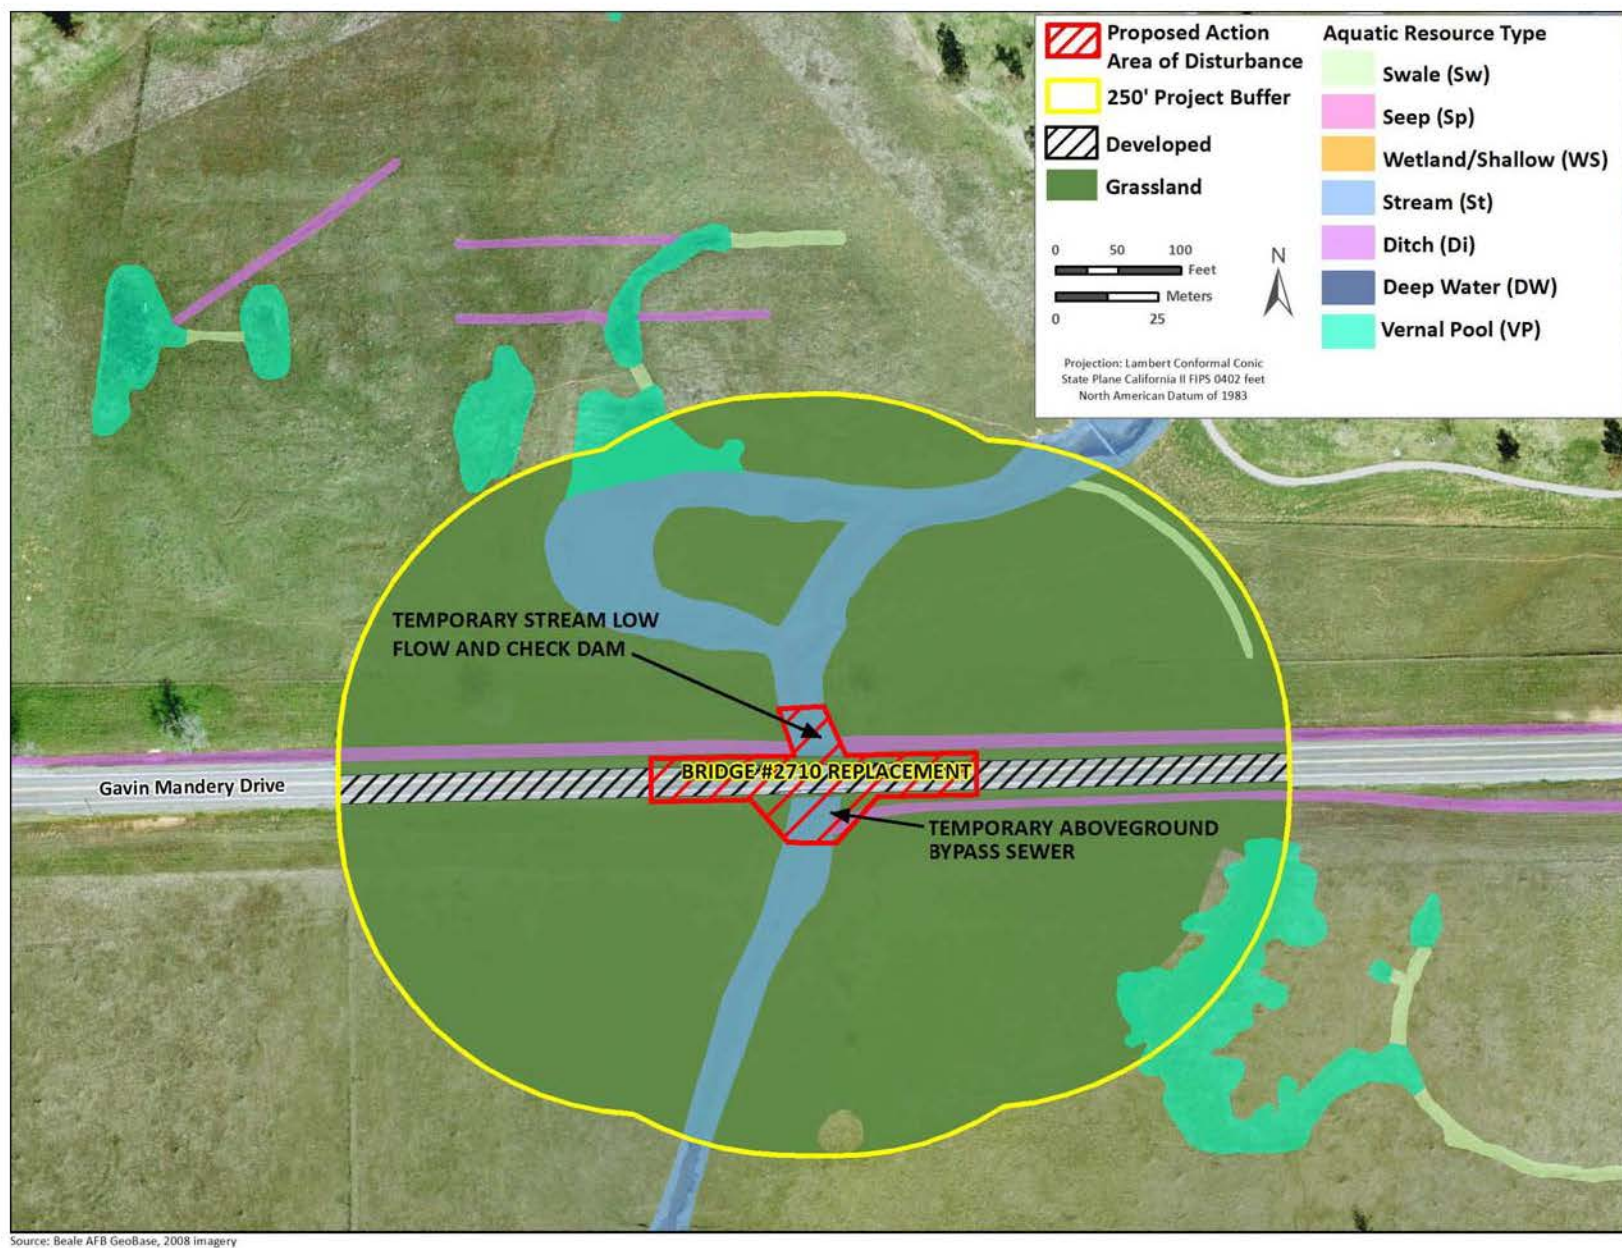 Proposed Action
Area of Disturbance
250' Project Buffer
Developed
Grassland
Aquatic Resource Type
Swale (Sw)
Seep (Sp)
Wetland/Shallow (WS)
Stream (St)
Ditch (Di)
Deep Water (DW)
Vernal Pool (VP)
0 50 100
Feet
Meters
0 25
N
Projection: Lambert Conformal Conic
State Plane California II FIPS 0402 feet
North American Datum of 1983
TEMPORARY STREAM LOW
FLOW AND CHECK DAM
BRIDGE #2710 REPLACEMENT
Gavin Mandery Drive
TEMPORARY ABOVEGROUND
BYPASS SEWER
Source: Beale AFB GeoBase, 2008 imagery